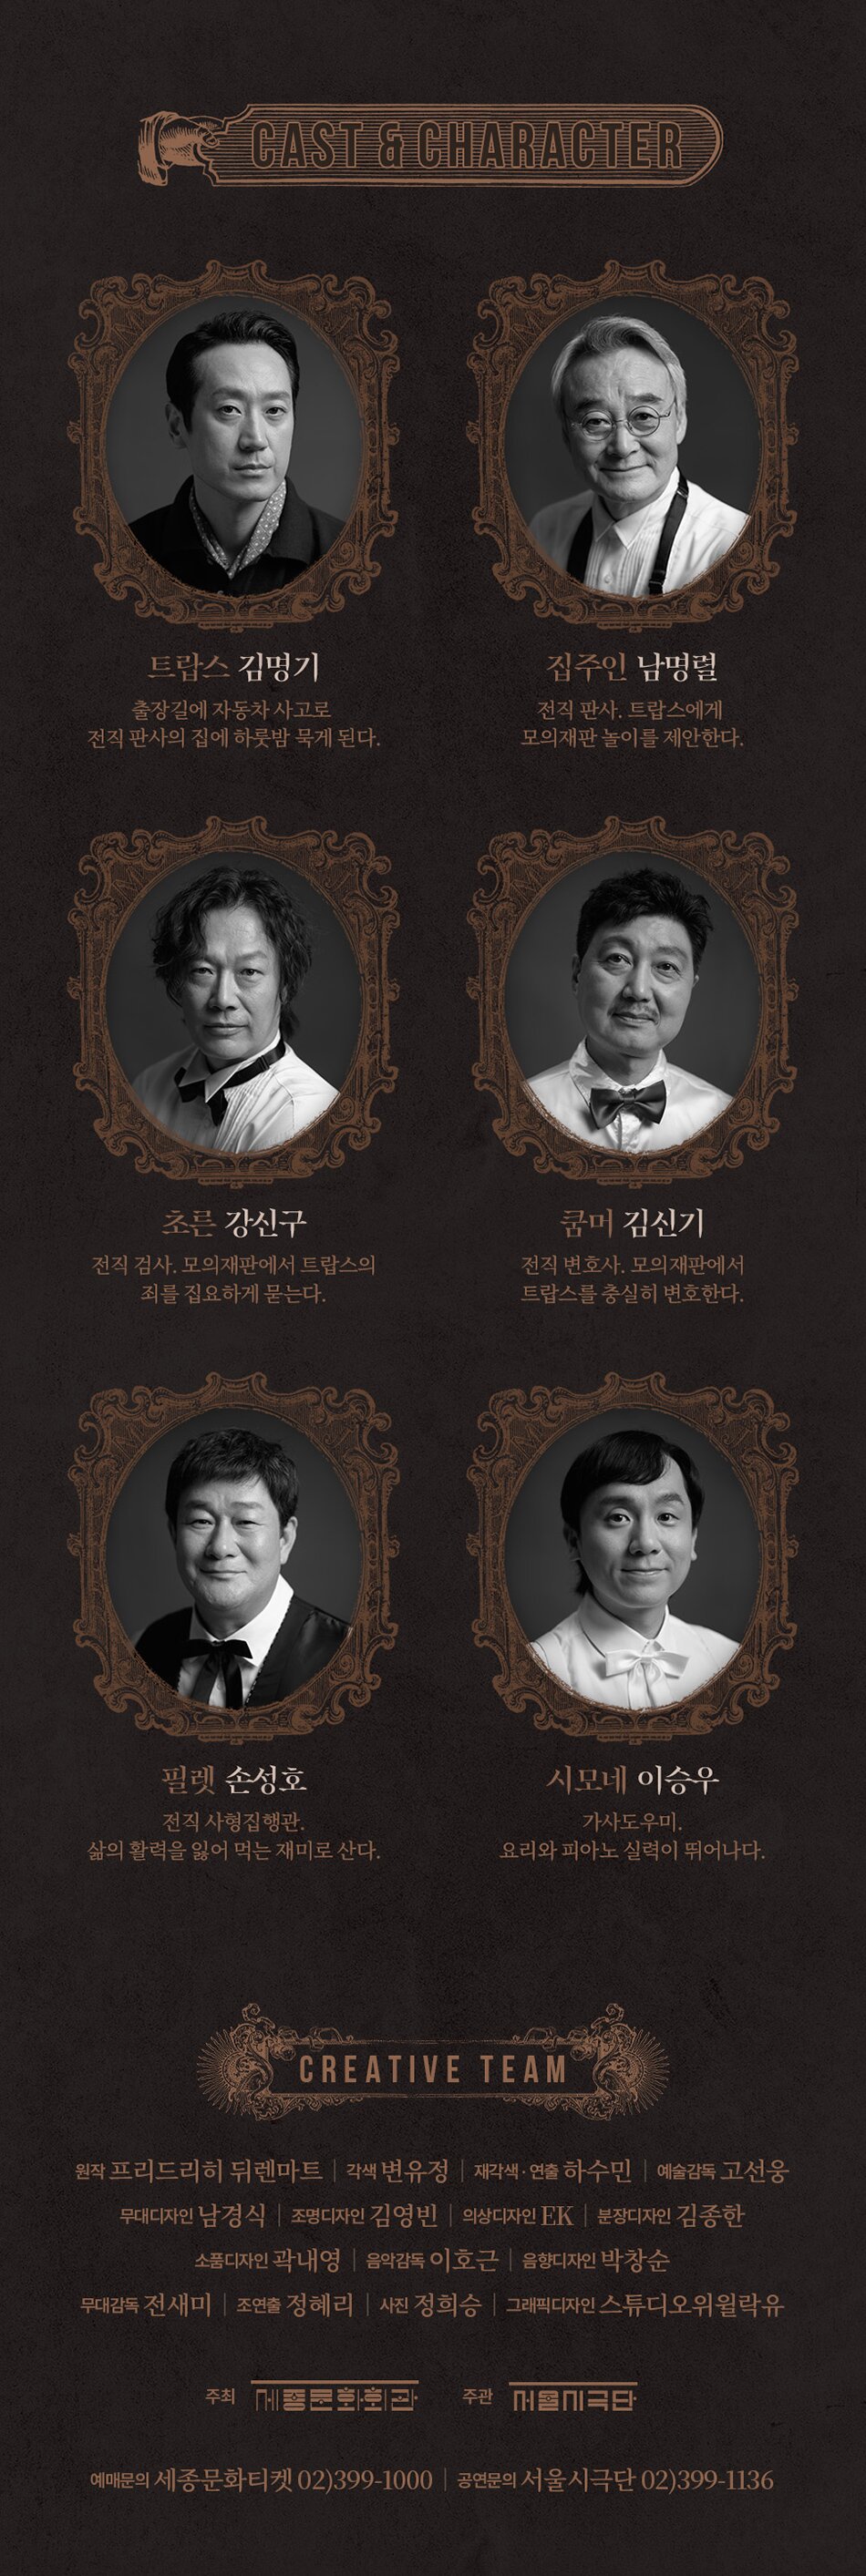 CAST & CHARACTER
트랍스 김명기
출장길에 자동차 사고로
전직 판사의 집에 하룻밤 묵게 된다.
집주인 남명렬
전직 판사. 트랍스에게
모의재판 놀이를 제안한다.
초른 강신구
전직 검사. 모의재판에서 트랍스의
죄를 집요하게 묻는다.
쿰머 김신기
전직 변호사. 모의재판에서
트랍스를 충실히 변호한다.
필렛 손성호
전직 사형집행관.
삶의 활력을 잃어 먹는 재미로 산다.
시모네 이승우
가사도우미.
요리와 피아노 실력이 뛰어나다.
CREATIVE TEAM
원작 프리드리히 뒤렌마트 | 각색 변유정 | 재각색·연출 하수민 | 예술감독 고선웅
무대디자인 남경식 | 조명디자인 김영빈 | 의상디자인 EK | 분장디자인 김종한
소품디자인 곽내영 | 음악감독 이호근 | 음향디자인 박창순
무대감독 전새미 | 조연출 정혜리 | 사진 정희승 | 그래픽디자인 스튜디오위윌락유
주최 세종문화회관 주관 서울시극단
예매문의 세종문화티켓 02)399-1000 | 공연문의 서울시극단 02)399-1136